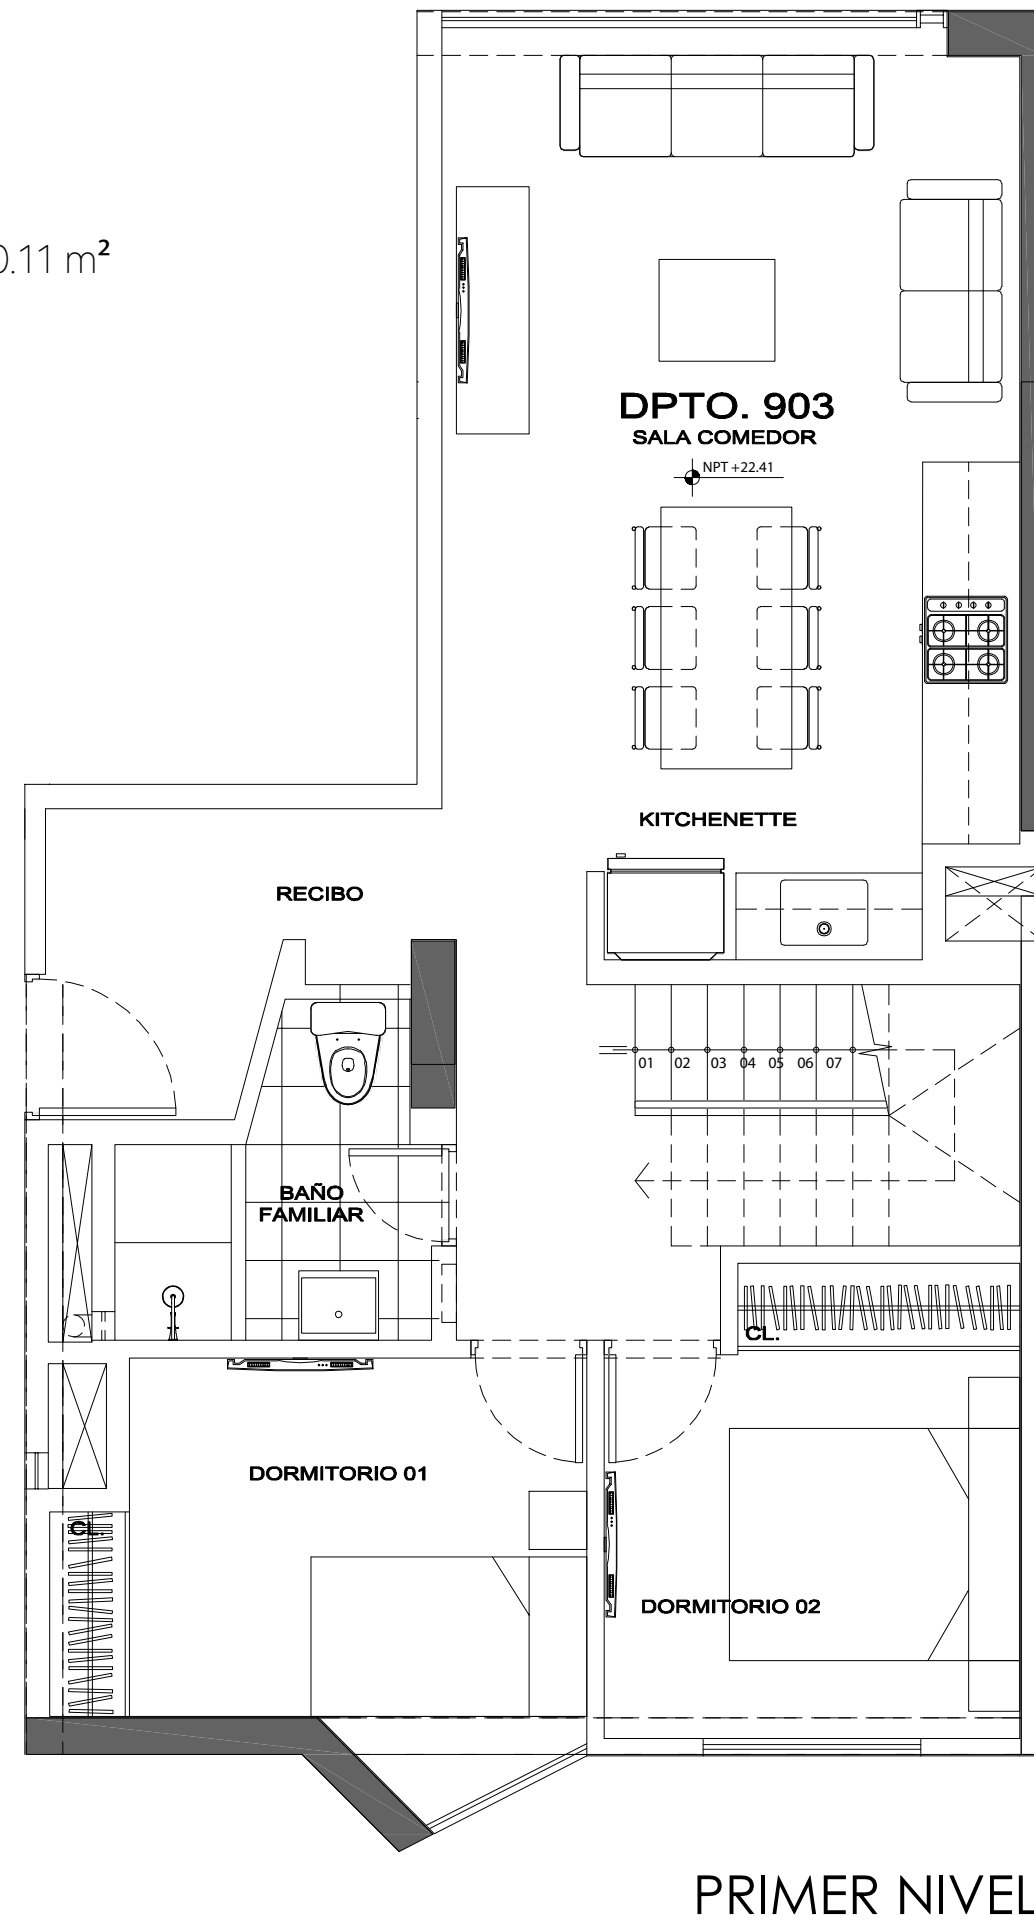 0.11 m²
DPTO. 903
SALA COMEDOR
NPT +22.41
KITCHENETTE
RECIBO
01 02 03 04 05 06 07
BAÑO
FAMILIAR
CL.
DORMITORIO 01
CL.
DORMITORIO 02
PRIMER NIVEL